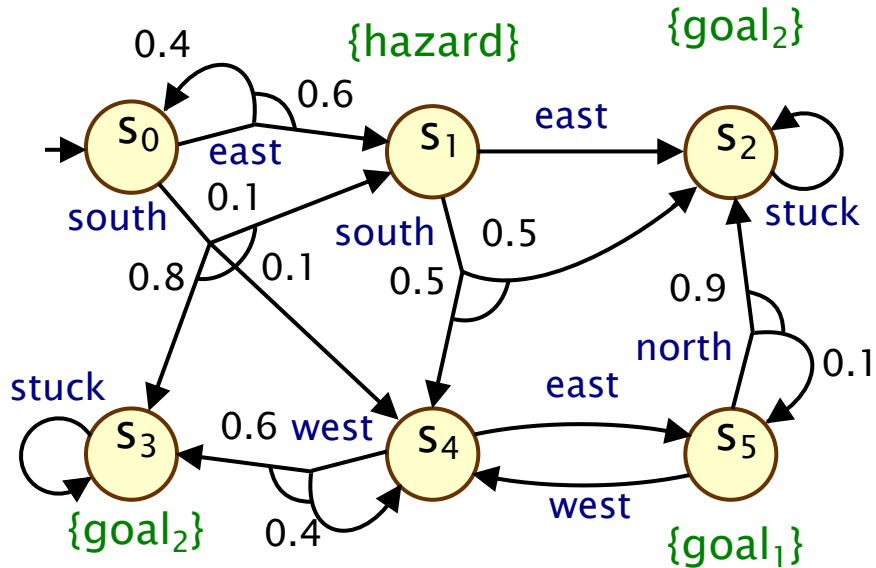 0.4
{hazard}
{goal₂}
0.6
s₀
east
s₁
east
s₂
south
0.1
south
0.5
stuck
0.8
0.1
0.5
0.9
north
0.1
stuck
east
0.6
west
s₃
s₄
s₅
{goal₂}
0.4
west
{goal₁}